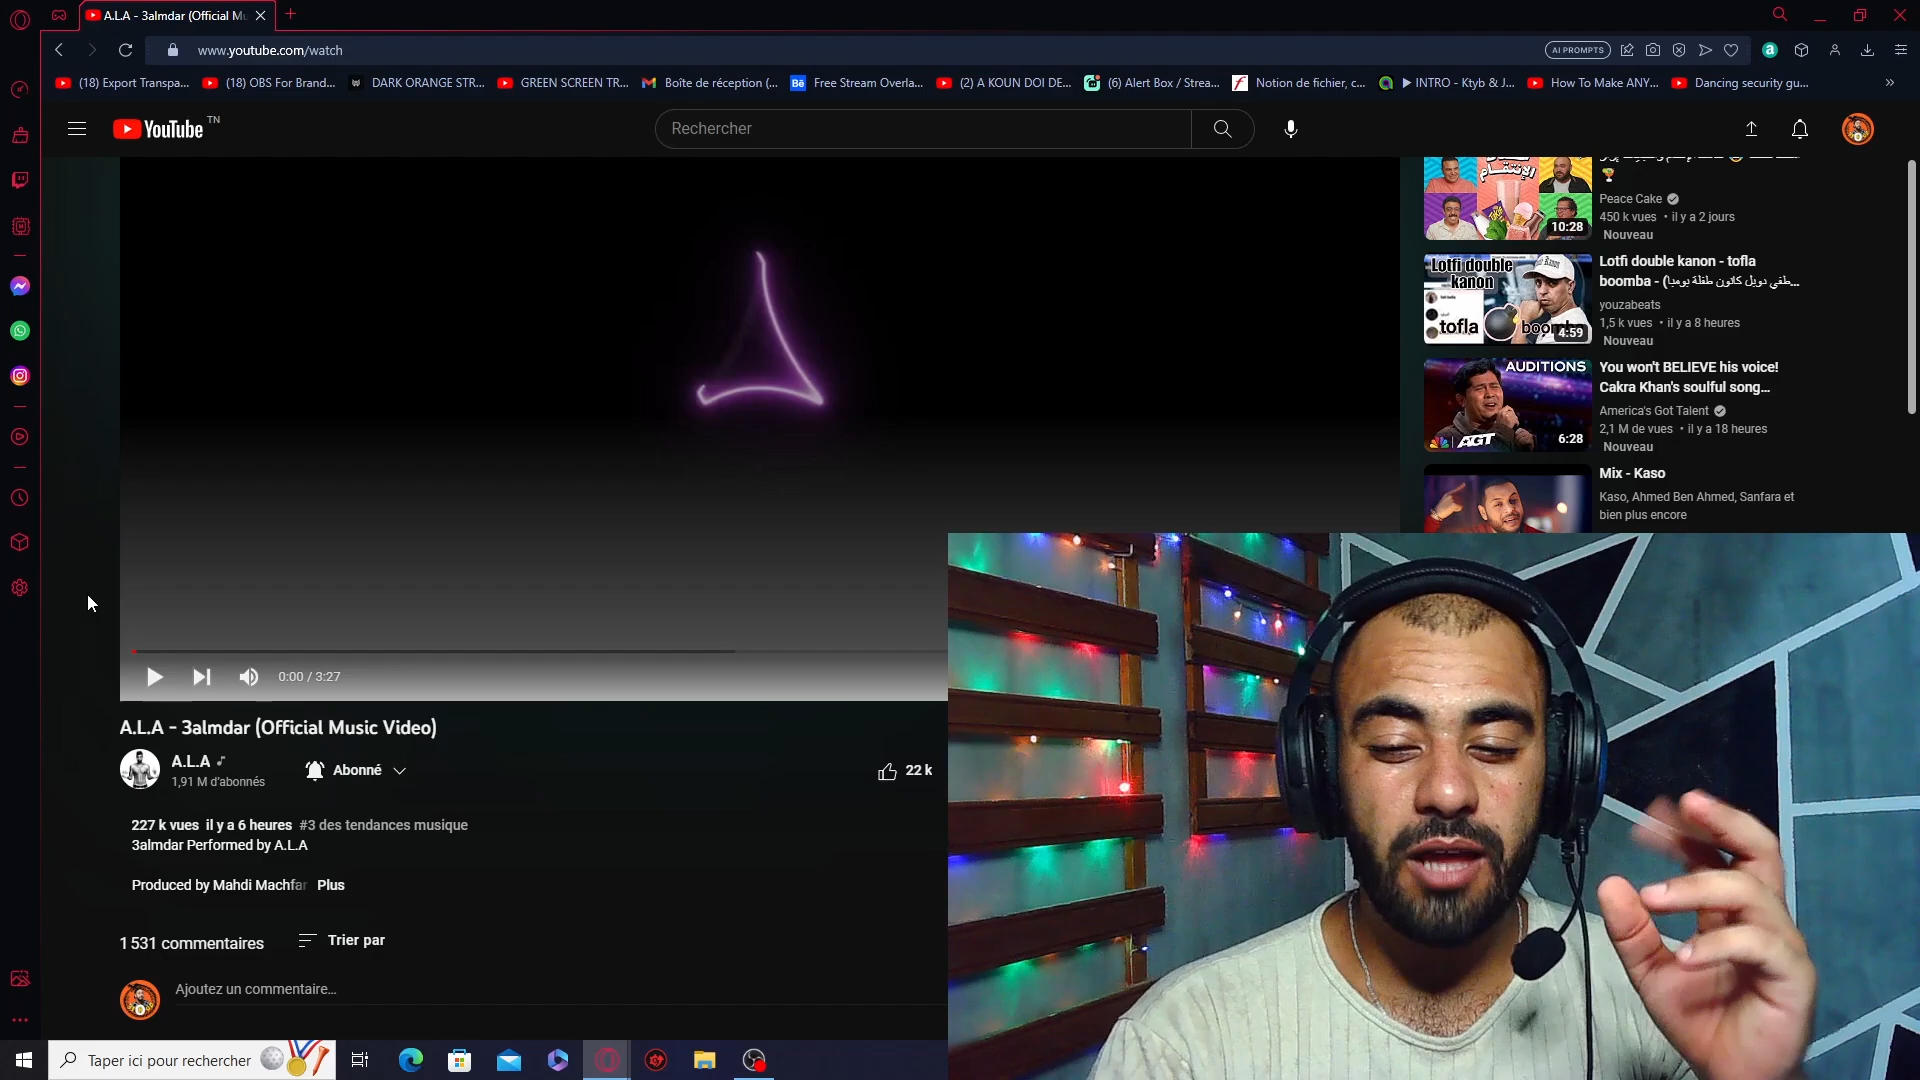 A.L.A - 3almdar (Official Mu
www.youtube.com/watch
AI PROMPTS
(18) Export Transpa...
(18) OBS For Brand...
DARK ORANGE STR...
GREEN SCREEN TR...
Boîte de réception (...
Free Stream Overla...
(2) A KOUN DOI DE...
(6) Alert Box / Strea...
Notion de fichier, c...
INTRO - Ktyb & J...
How To Make ANY...
Dancing security gu...
YouTube TN
Rechercher
الإنتقام
10:28
Peace Cake
450 k vues • il y a 2 jours
Nouveau
Lotfi double kanon
tofla boomba
4:59
Lotfi double kanon - tofla
boomba - (لطفي دوبل كانون طفلة بومبا...
youzabeats
1,5 k vues • il y a 8 heures
Nouveau
AUDITIONS
AGT
6:28
You won't BELIEVE his voice!
Cakra Khan's soulful song...
America's Got Talent
2,1 M de vues • il y a 18 heures
Nouveau
Mix - Kaso
Kaso, Ahmed Ben Ahmed, Sanfara et
bien plus encore
0:00 / 3:27
A.L.A - 3almdar (Official Music Video)
A.L.A
1,91 M d'abonnés
Abonné
22 k
227 k vues il y a 6 heures #3 des tendances musique
3almdar Performed by A.L.A
Produced by Mahdi Machfar Plus
1 531 commentaires
Trier par
Ajoutez un commentaire...
Taper ici pour rechercher